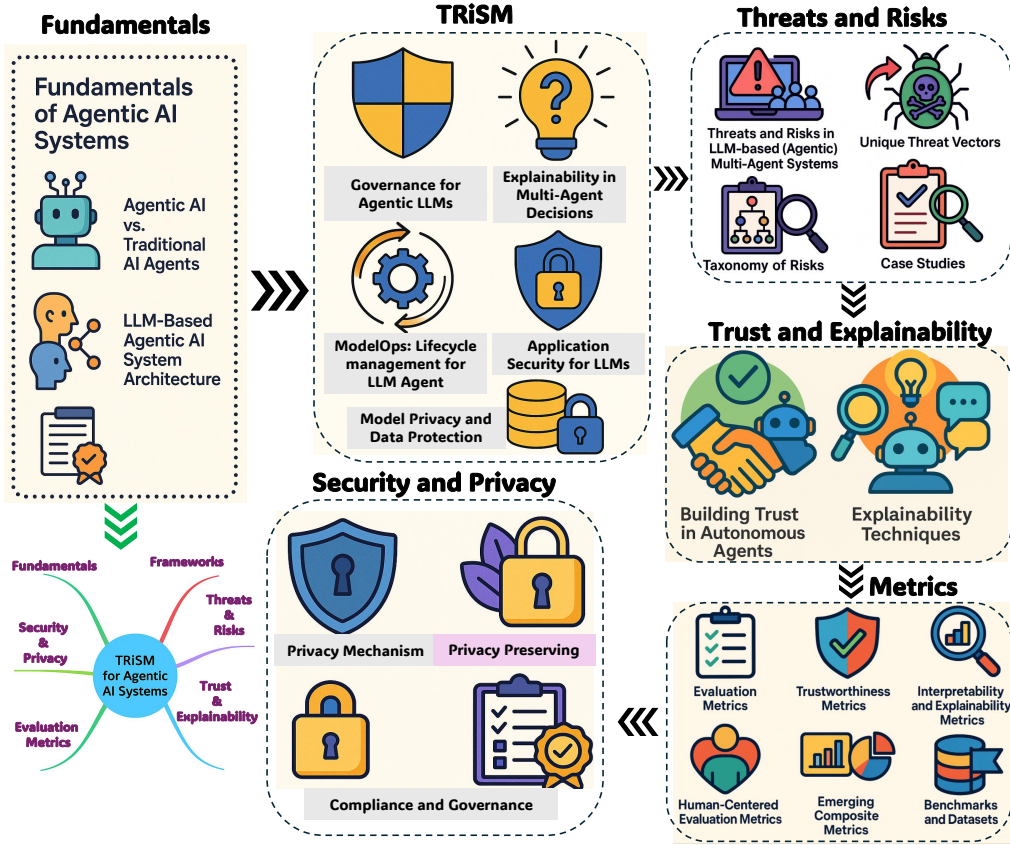 Fundamentals
Fundamentals
of Agentic AI
Systems
Agentic AI
vs.
Traditional
AI Agents
LLM-Based
Agentic AI
System
Architecture
TRiSM
Governance for
Agentic LLMs
Explainability in
Multi-Agent
Decisions
ModelOps: Lifecycle
management for
LLM Agent
Application
Security for LLMs
Model Privacy and
Data Protection
Threats and Risks
Threats and Risks in
LLM-based (Agentic)
Multi-Agent Systems
Unique Threat Vectors
Taxonomy of Risks
Case Studies
Trust and Explainability
Building Trust
in Autonomous
Agents
Explainability
Techniques
Metrics
Evaluation
Metrics
Trustworthiness
Metrics
Interpretability
and Explainability
Metrics
Human-Centered
Evaluation Metrics
Emerging
Composite
Metrics
Benchmarks
and Datasets
Security and Privacy
Privacy Mechanism
Privacy Preserving
Compliance and Governance
Fundamentals
Frameworks
Security
&
Privacy
Threats
&
Risks
TRiSM
for Agentic
AI Systems
Trust
&
Explainability
Evaluation
Metrics